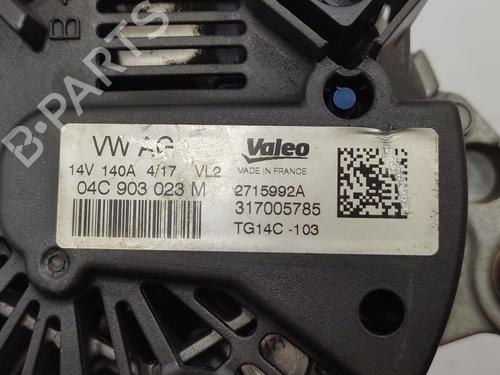 B-
B-PARTS
VW AG
Valeo
MADE IN FRANCE
14V 140A 4/17 VL2
04C 903 023 M
2715992A
317005785
TG14C -103